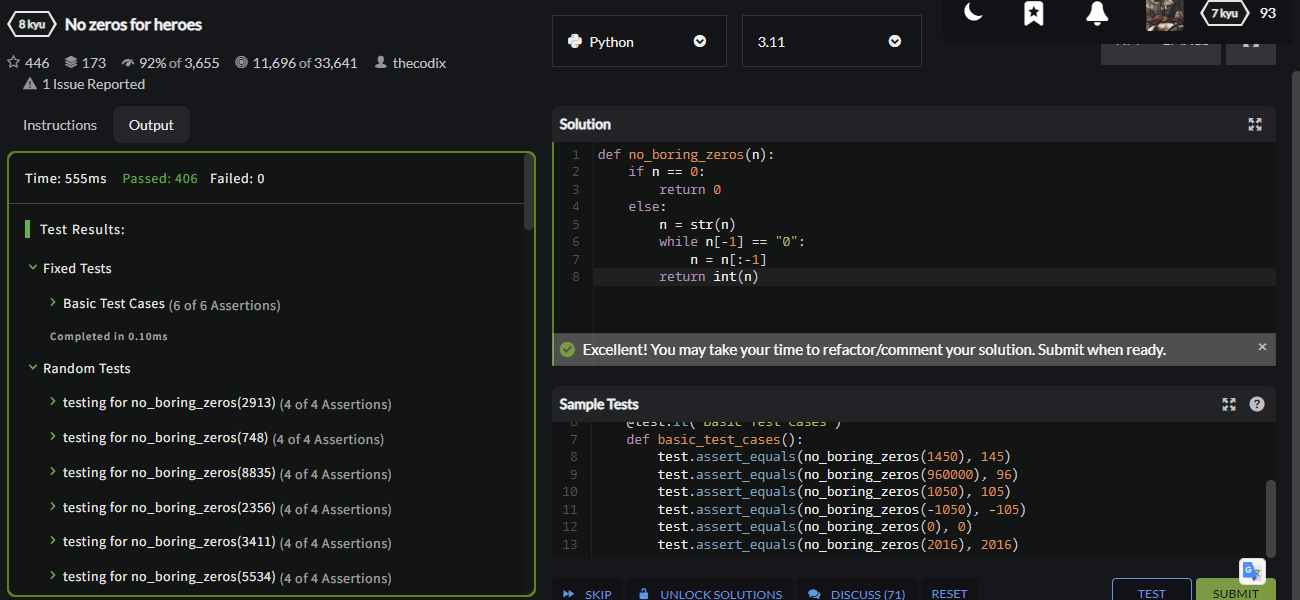 8 kyu No zeros for heroes
446 173 92% of 3,655 11,696 of 33,641 thecodix
1 Issue Reported
Instructions Output
Time: 555ms Passed: 406 Failed: 0
Test Results:
Fixed Tests
Basic Test Cases (6 of 6 Assertions)
Completed in 0.10ms
Random Tests
testing for no_boring_zeros(2913) (4 of 4 Assertions)
testing for no_boring_zeros(748) (4 of 4 Assertions)
testing for no_boring_zeros(8835) (4 of 4 Assertions)
testing for no_boring_zeros(2356) (4 of 4 Assertions)
testing for no_boring_zeros(3411) (4 of 4 Assertions)
testing for no_boring_zeros(5534) (4 of 4 Assertions)
Python 3.11
7 kyu 93
Solution
1 def no_boring_zeros(n):
2 if n == 0:
3 return 0
4 else:
5 n = str(n)
6 while n[-1] == "0":
7 n = n[:-1]
8 return int(n)
Excellent! You may take your time to refactor/comment your solution. Submit when ready.
Sample Tests
6 @test.it("Basic Test Cases")
7 def basic_test_cases():
8 test.assert_equals(no_boring_zeros(1450), 145)
9 test.assert_equals(no_boring_zeros(960000), 96)
10 test.assert_equals(no_boring_zeros(1050), 105)
11 test.assert_equals(no_boring_zeros(-1050), -105)
12 test.assert_equals(no_boring_zeros(0), 0)
13 test.assert_equals(no_boring_zeros(2016), 2016)
SKIP UNLOCK SOLUTIONS DISCUSS (71) RESET TEST SUBMIT